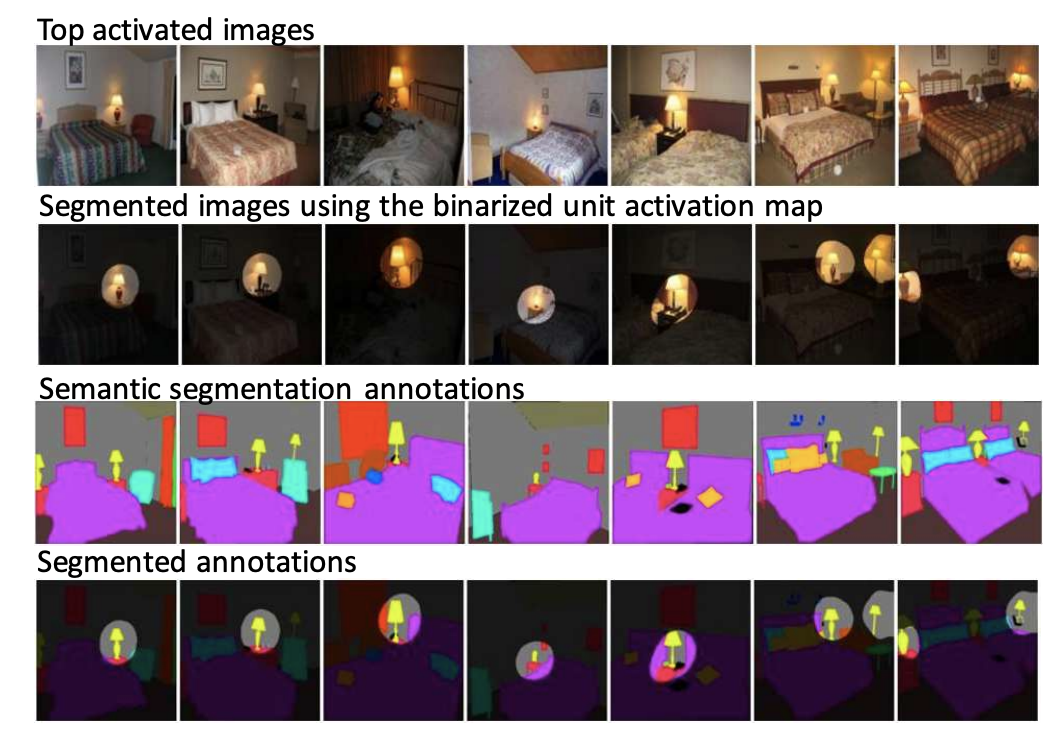 Top activated images
Segmented images using the binarized unit activation map
Semantic segmentation annotations
Segmented annotations